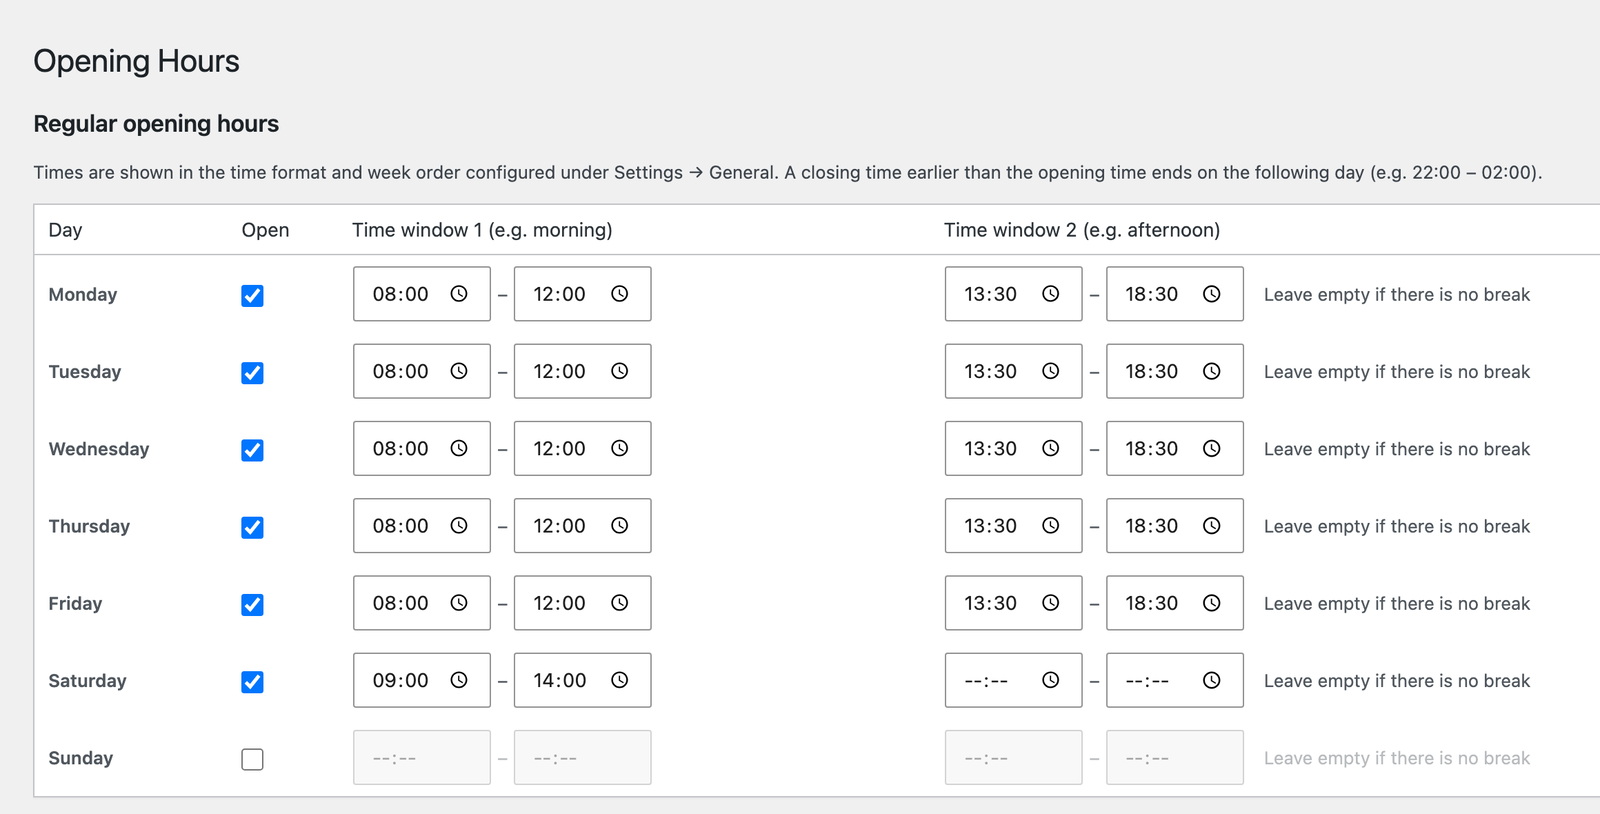 Opening Hours
Regular opening hours
Times are shown in the time format and week order configured under Settings → General. A closing time earlier than the opening time ends on the following day (e.g. 22:00 – 02:00).
Day Open Time window 1 (e.g. morning) Time window 2 (e.g. afternoon)
Monday 08:00 – 12:00 13:30 – 18:30 Leave empty if there is no break
Tuesday 08:00 – 12:00 13:30 – 18:30 Leave empty if there is no break
Wednesday 08:00 – 12:00 13:30 – 18:30 Leave empty if there is no break
Thursday 08:00 – 12:00 13:30 – 18:30 Leave empty if there is no break
Friday 08:00 – 12:00 13:30 – 18:30 Leave empty if there is no break
Saturday 09:00 – 14:00 --:-- – --:-- Leave empty if there is no break
Sunday --:-- – --:-- --:-- – --:-- Leave empty if there is no break